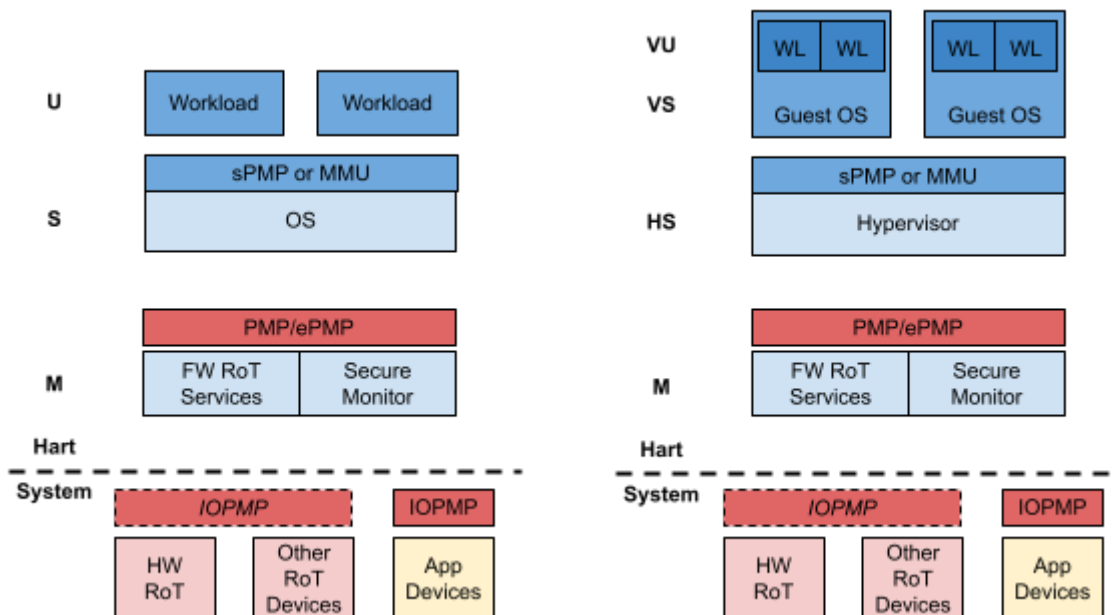 U
Workload
Workload
sPMP or MMU
S
OS
PMP/ePMP
M
FW RoT
Services
Secure
Monitor
Hart
System
IOPMP
IOPMP
HW
RoT
Other
RoT
Devices
App
Devices
VU
WL
WL
WL
WL
VS
Guest OS
Guest OS
sPMP or MMU
HS
Hypervisor
PMP/ePMP
M
FW RoT
Services
Secure
Monitor
Hart
System
IOPMP
IOPMP
HW
RoT
Other
RoT
Devices
App
Devices